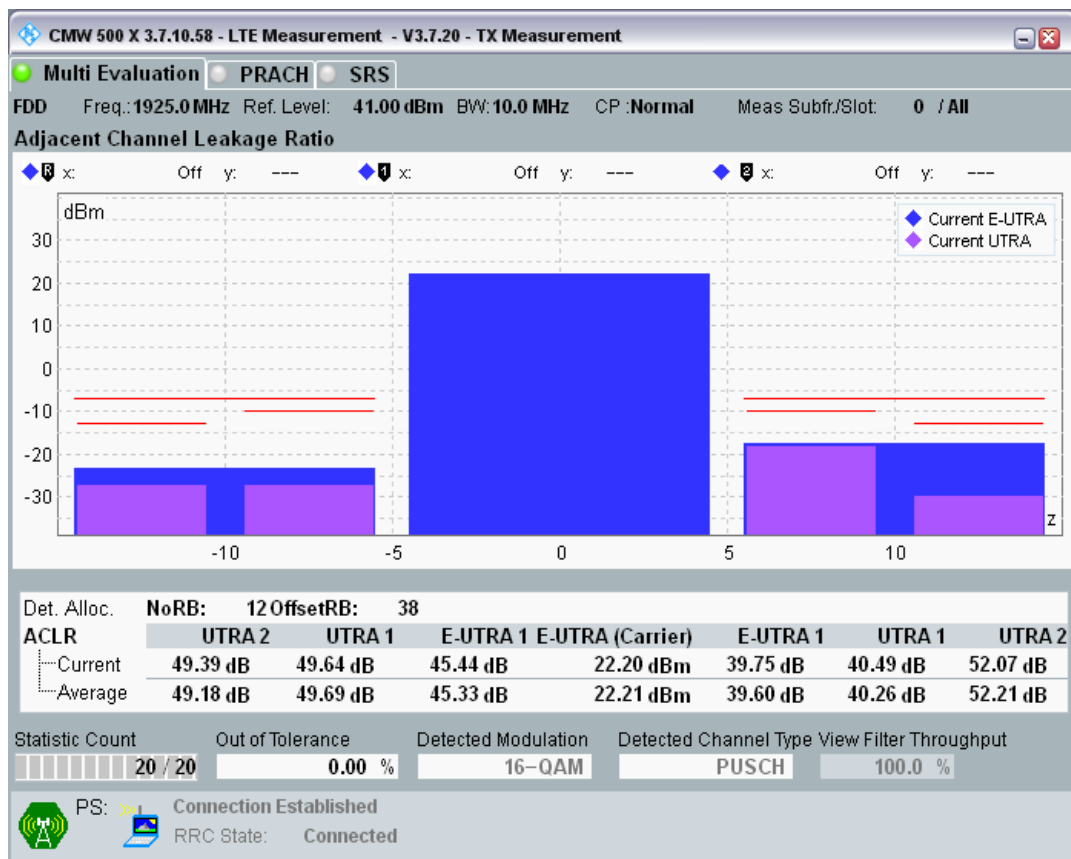 CMW 500 X 3.7.10.58 - LTE Measurement - V3.7.20 - TX Measurement
Multi Evaluation PRACH SRS
FDD Freq.: 1925.0 MHz Ref. Level: 41.00 dBm BW: 10.0 MHz CP : Normal Meas Subfr./Slot: 0 / All
Adjacent Channel Leakage Ratio
R x: Off y: --- 1 x: Off y: --- 2 x: Off y: ---
dBm
Current E-UTRA
Current UTRA
30
20
10
0
-10
-20
-30
z
-10 -5 0 5 10
Det. Alloc. NoRB: 12 OffsetRB: 38
ACLR UTRA 2 UTRA 1 E-UTRA 1 E-UTRA (Carrier) E-UTRA 1 UTRA 1 UTRA 2
Current 49.39 dB 49.64 dB 45.44 dB 22.20 dBm 39.75 dB 40.49 dB 52.07 dB
Average 49.18 dB 49.69 dB 45.33 dB 22.21 dBm 39.60 dB 40.26 dB 52.21 dB
Statistic Count Out of Tolerance Detected Modulation Detected Channel Type View Filter Throughput
20 / 20 0.00 % 16-QAM PUSCH 100.0 %
PS: Connection Established
RRC State: Connected